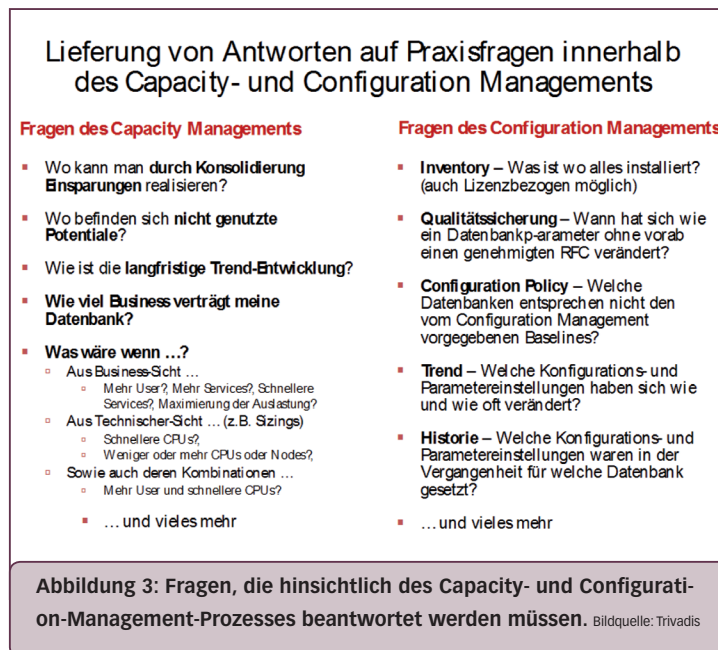 Lieferung von Antworten auf Praxisfragen innerhalb
des Capacity- und Configuration Managements
Fragen des Capacity Managements
Wo kann man durch Konsolidierung
Einsparungen realisieren?
Wo befinden sich nicht genutzte
Potentiale?
Wie ist die langfristige Trend-Entwicklung?
Wie viel Business verträgt meine
Datenbank?
Was wäre wenn …?
Aus Business-Sicht …
Mehr User?, Mehr Services?, Schnellere
Services?, Maximierung der Auslastung?
Aus Technischer-Sicht … (z.B. Sizings)
Schnellere CPUs?,
Weniger oder mehr CPUs oder Nodes?,
Sowie auch deren Kombinationen …
Mehr User und schnellere CPUs?
… und vieles mehr
Fragen des Configuration Managements
Inventory – Was ist wo alles installiert?
(auch Lizenzbezogen möglich)
Qualitätssicherung – Wann hat sich wie
ein Datenbankp-arameter ohne vorab
einen genehmigten RFC verändert?
Configuration Policy – Welche
Datenbanken entsprechen nicht den
vom Configuration Management
vorgegebenen Baselines?
Trend – Welche Konfigurations- und
Parametereinstellungen haben sich wie
und wie oft verändert?
Historie – Welche Konfigurations- und
Parametereinstellungen waren in der
Vergangenheit für welche Datenbank
gesetzt?
… und vieles mehr
Abbildung 3: Fragen, die hinsichtlich des Capacity- und Configurati-
on-Management-Prozesses beantwortet werden müssen. Bildquelle: Trivadis